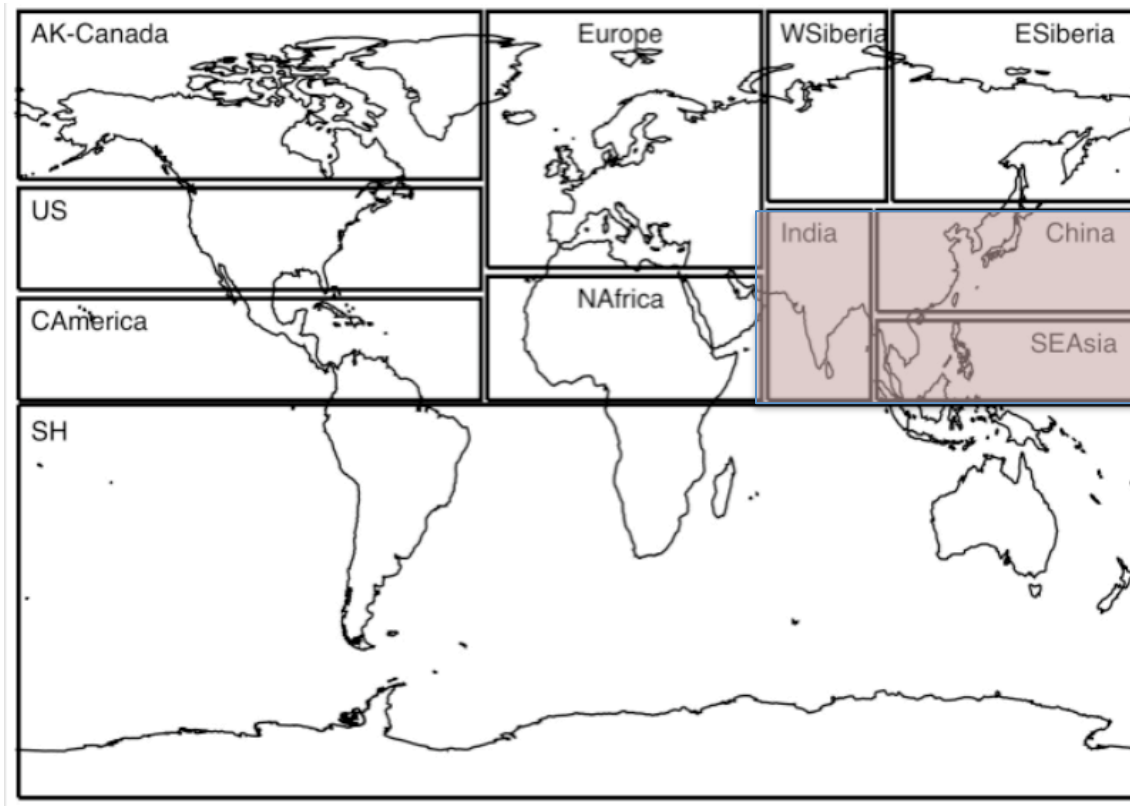 AK-Canada
Europe
WSiberia
ESiberia
US
India
China
CAmerica
NAfrica
SEAsia
SH